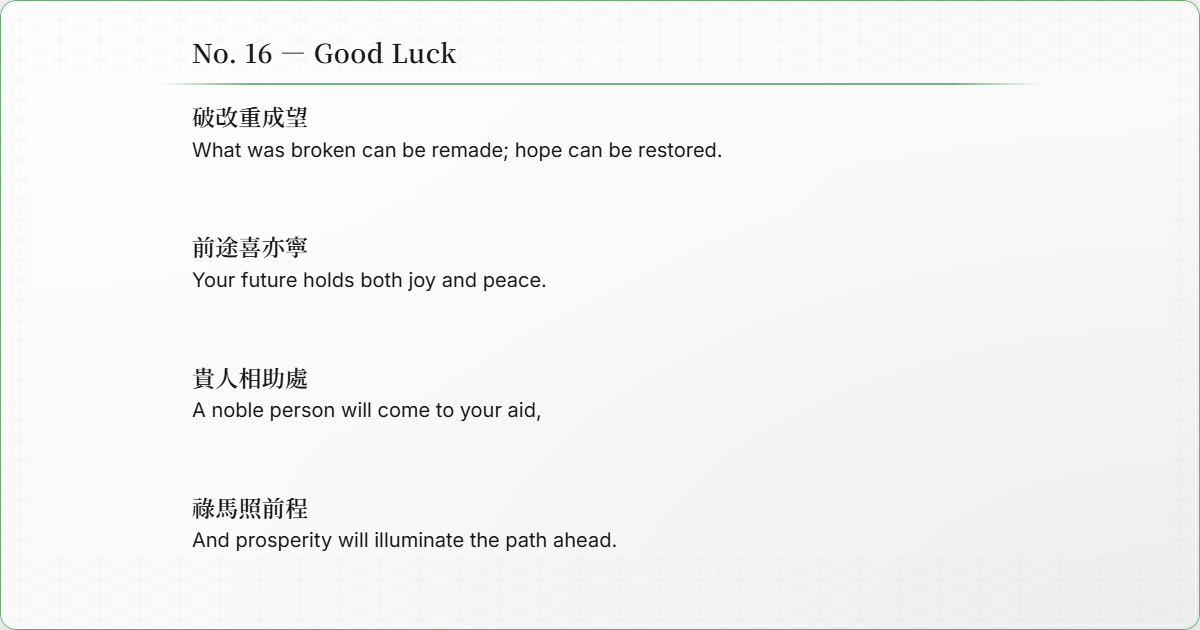 No. 16 — Good Luck
破改重成望
What was broken can be remade; hope can be restored.
前途喜亦寧
Your future holds both joy and peace.
貴人相助處
A noble person will come to your aid,
祿馬照前程
And prosperity will illuminate the path ahead.